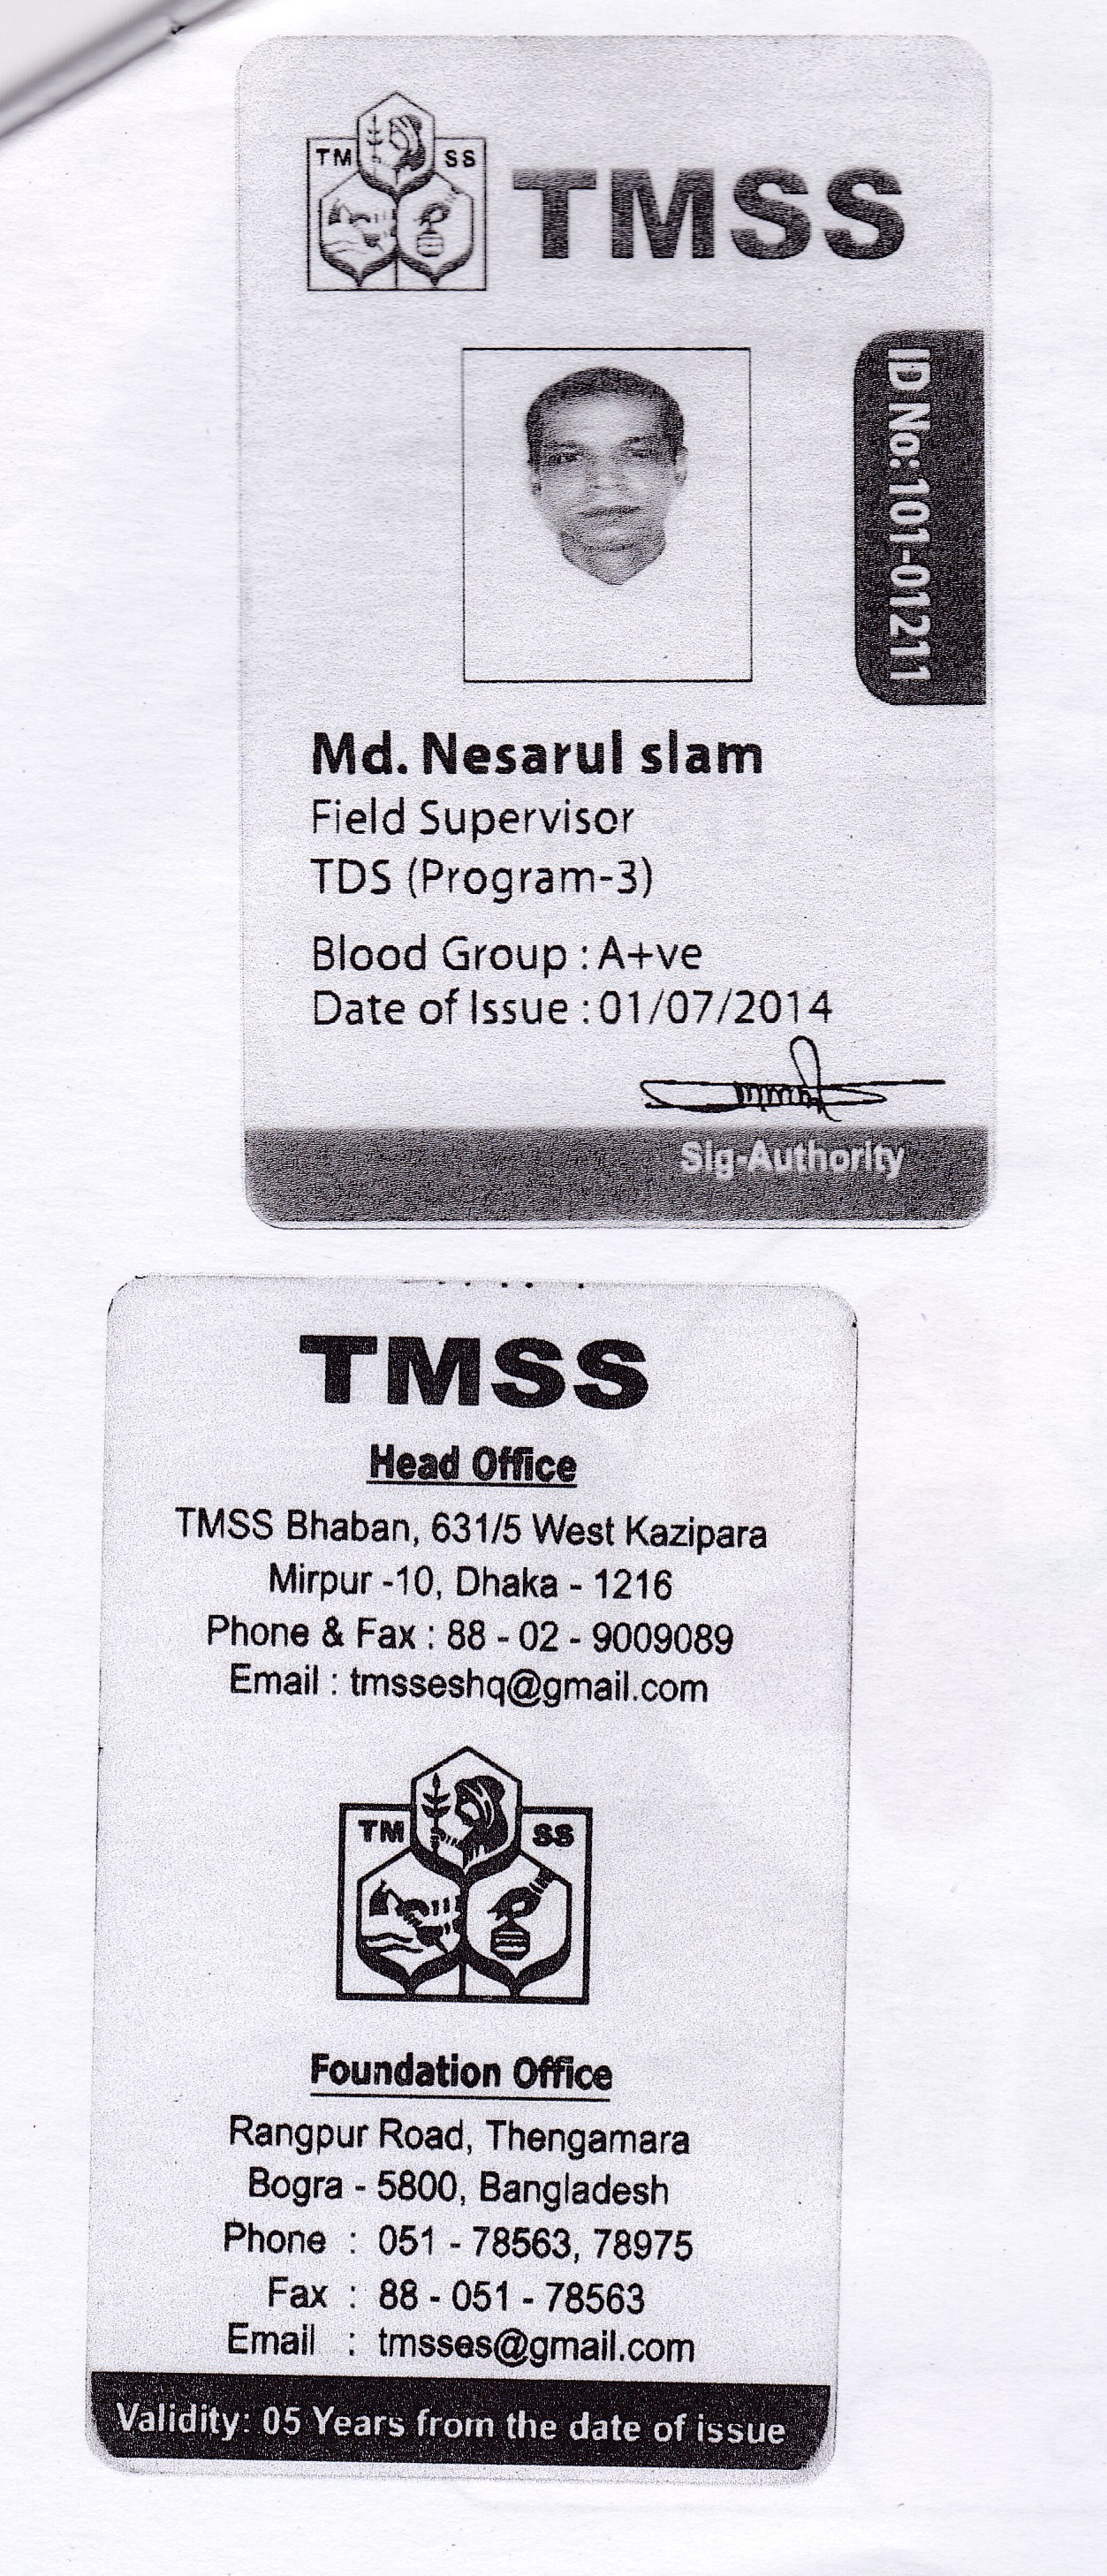 TM SS
TMSS
ID No:101-01211
Md. Nesarul slam
Field Supervisor
TDS (Program-3)
Blood Group : A+ve
Date of Issue : 01/07/2014
Sig-Authority
TMSS
Head Office
TMSS Bhaban, 631/5 West Kazipara
Mirpur -10, Dhaka - 1216
Phone & Fax : 88 - 02 - 9009089
Email : tmsseshq@gmail.com
TM SS
Foundation Office
Rangpur Road, Thengamara
Bogra - 5800, Bangladesh
Phone : 051 - 78563, 78975
Fax : 88 - 051 - 78563
Email : tmsses@gmail.com
Validity: 05 Years from the date of issue